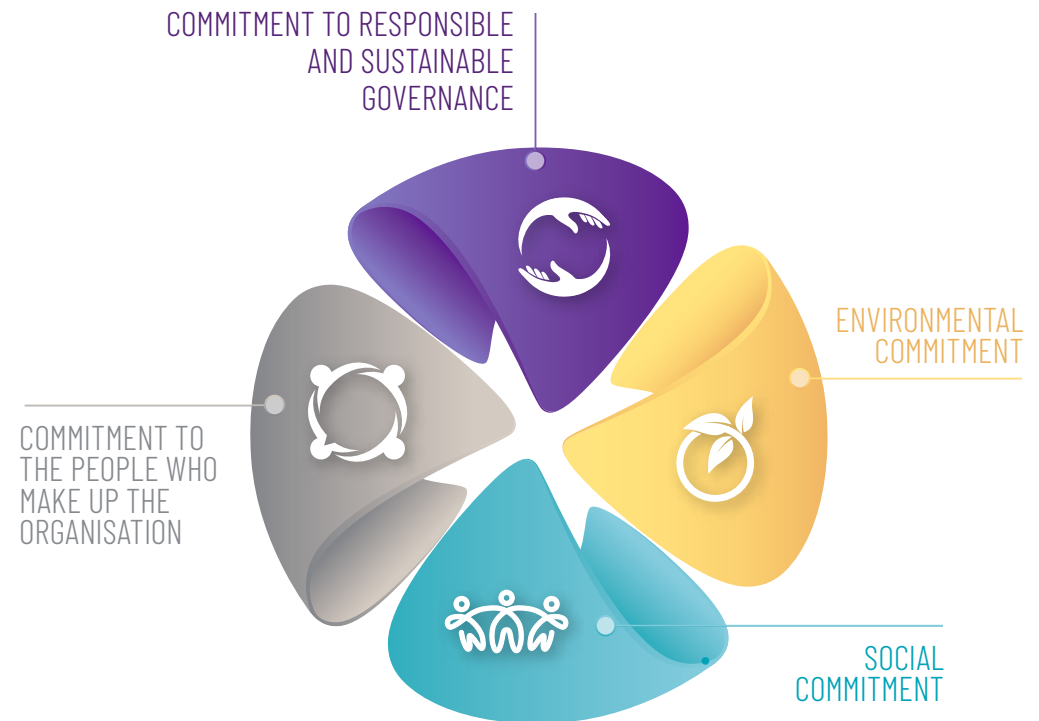 COMMITMENT TO RESPONSIBLE
AND SUSTAINABLE
GOVERNANCE
ENVIRONMENTAL
COMMITMENT
COMMITMENT TO
THE PEOPLE WHO
MAKE UP THE
ORGANISATION
SOCIAL
COMMITMENT